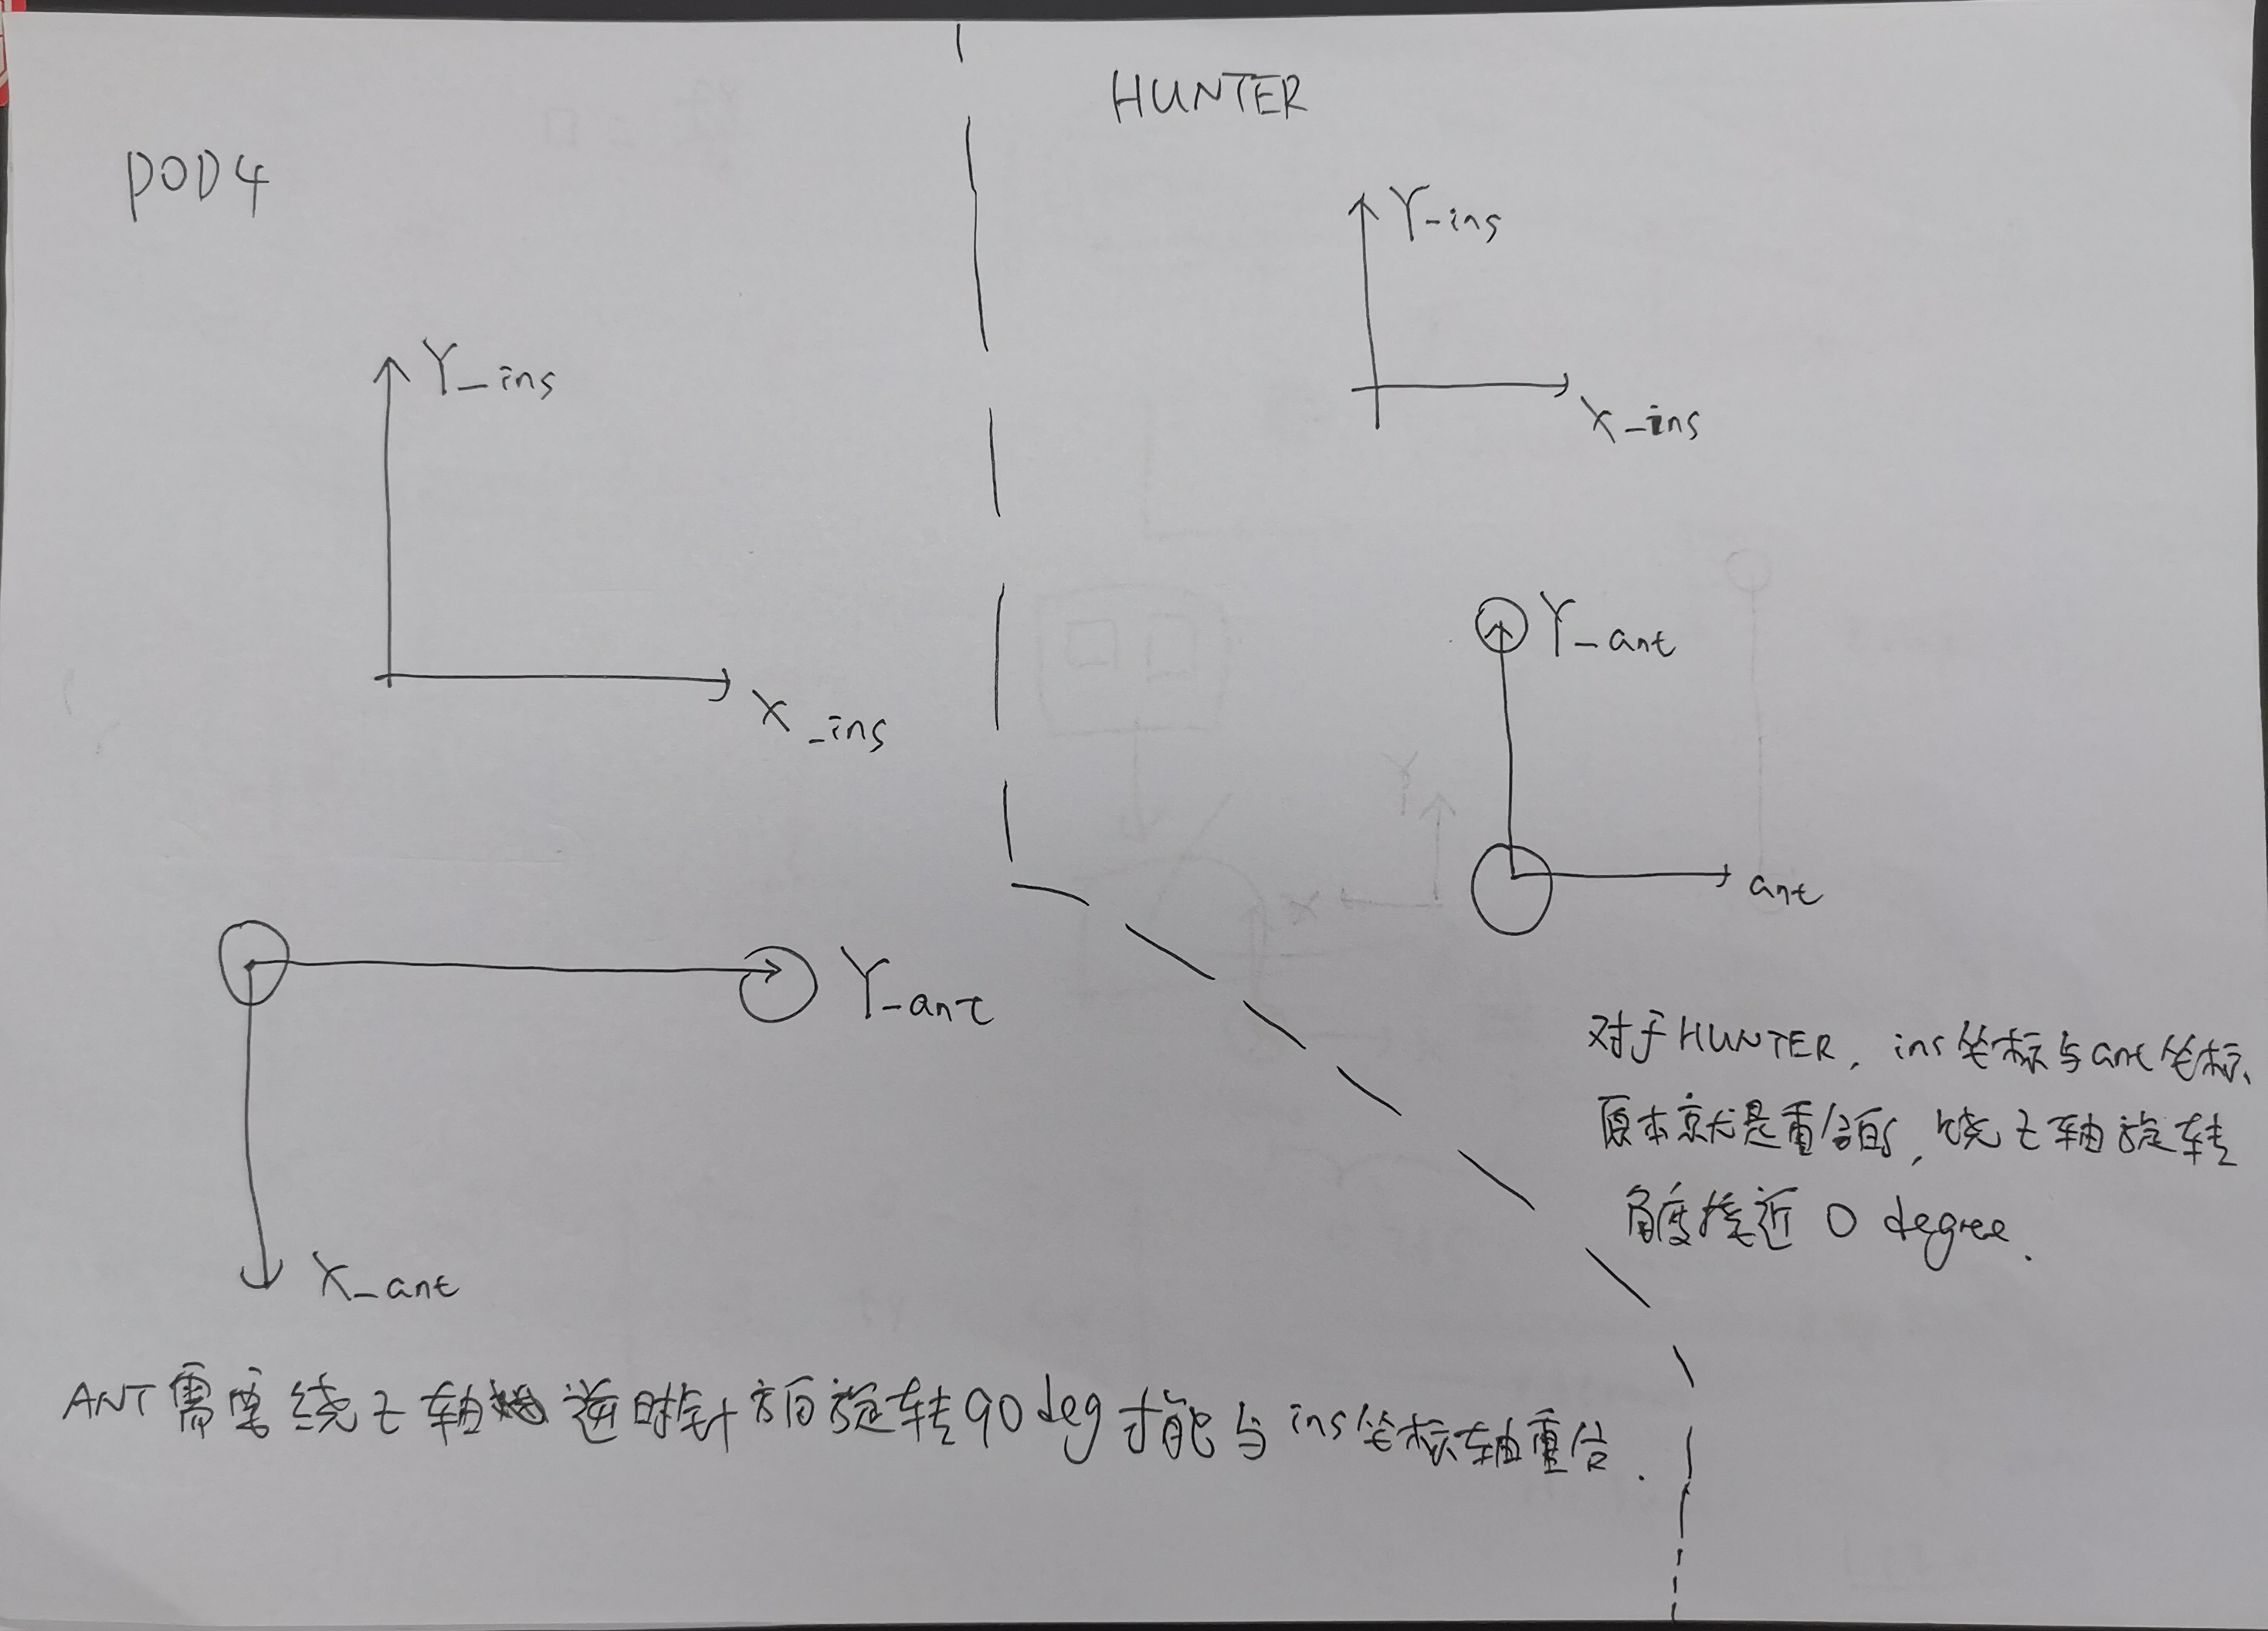 POD4
Y_ins
X_ins
Y_ant
X_ant
ANT需要绕z轴逆时针方向旋转90deg才能与ins坐标轴重合.
HUNTER
Y_ins
X_ins
Y_ant
ant
对于HUNTER, ins坐标与ant坐标
原本就是重合的, 绕z轴旋转
角度接近 0 degree.